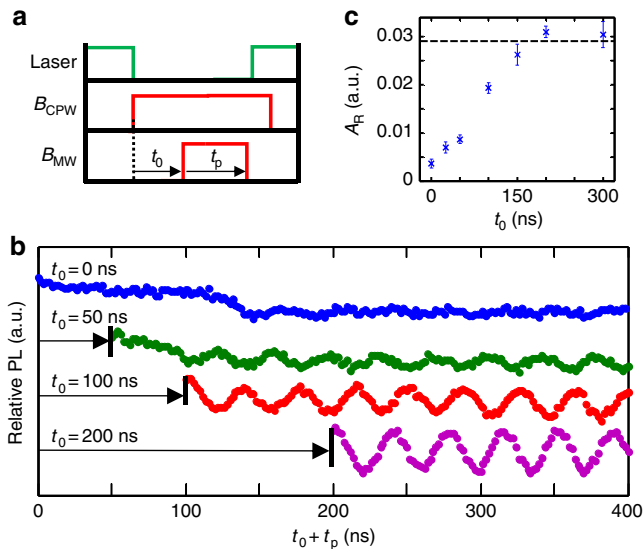 a
Laser
B_CPW
B_MW
t_0
t_p
c
A_R (a.u.)
0.03
0.02
0.01
0
0
150
300
t_0 (ns)
b
Relative PL (a.u.)
t_0 = 0 ns
t_0 = 50 ns
t_0 = 100 ns
t_0 = 200 ns
0
100
200
300
400
t_0 + t_p (ns)